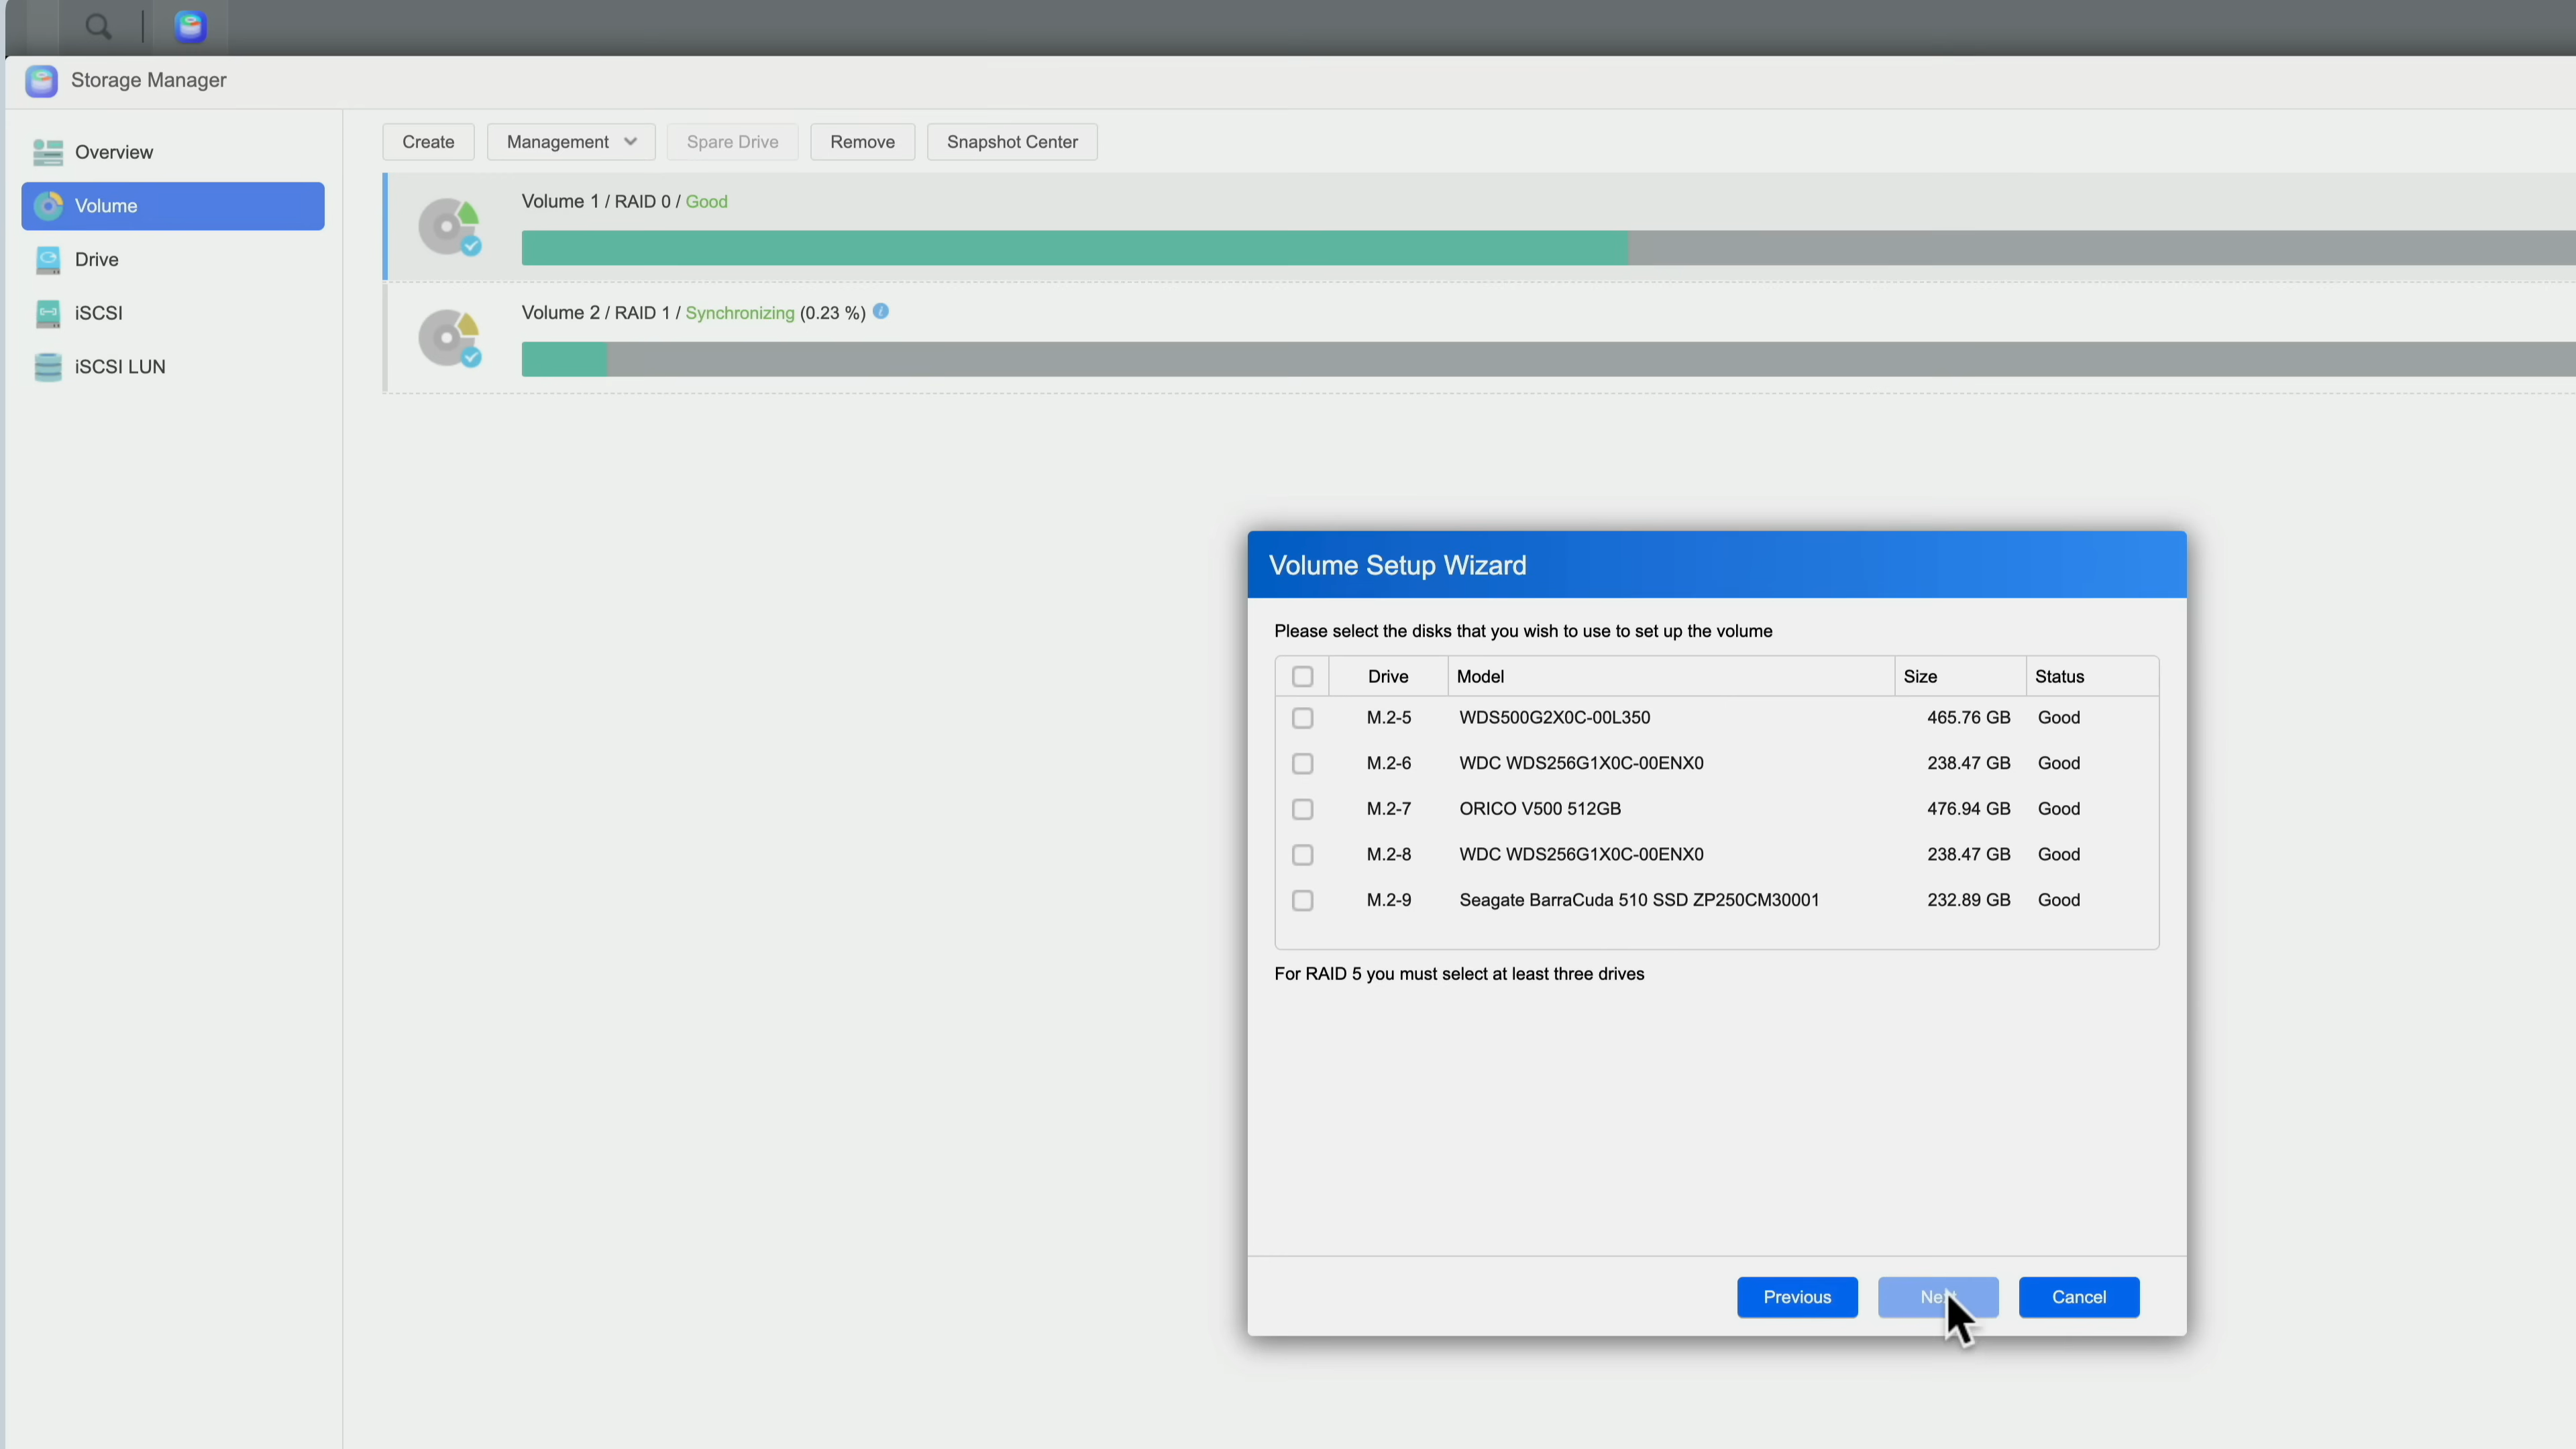 Storage Manager
Overview
Volume
Drive
iSCSI
iSCSI LUN
Create
Management
Spare Drive
Remove
Snapshot Center
Volume 1 / RAID 0 / Good
Volume 2 / RAID 1 / Synchronizing (0.23 %)
Volume Setup Wizard
Please select the disks that you wish to use to set up the volume
Drive Model Size Status
M.2-5 WDS500G2X0C-00L350 465.76 GB Good
M.2-6 WDC WDS256G1X0C-00ENX0 238.47 GB Good
M.2-7 ORICO V500 512GB 476.94 GB Good
M.2-8 WDC WDS256G1X0C-00ENX0 238.47 GB Good
M.2-9 Seagate BarraCuda 510 SSD ZP250CM30001 232.89 GB Good
For RAID 5 you must select at least three drives
Previous
Next
Cancel